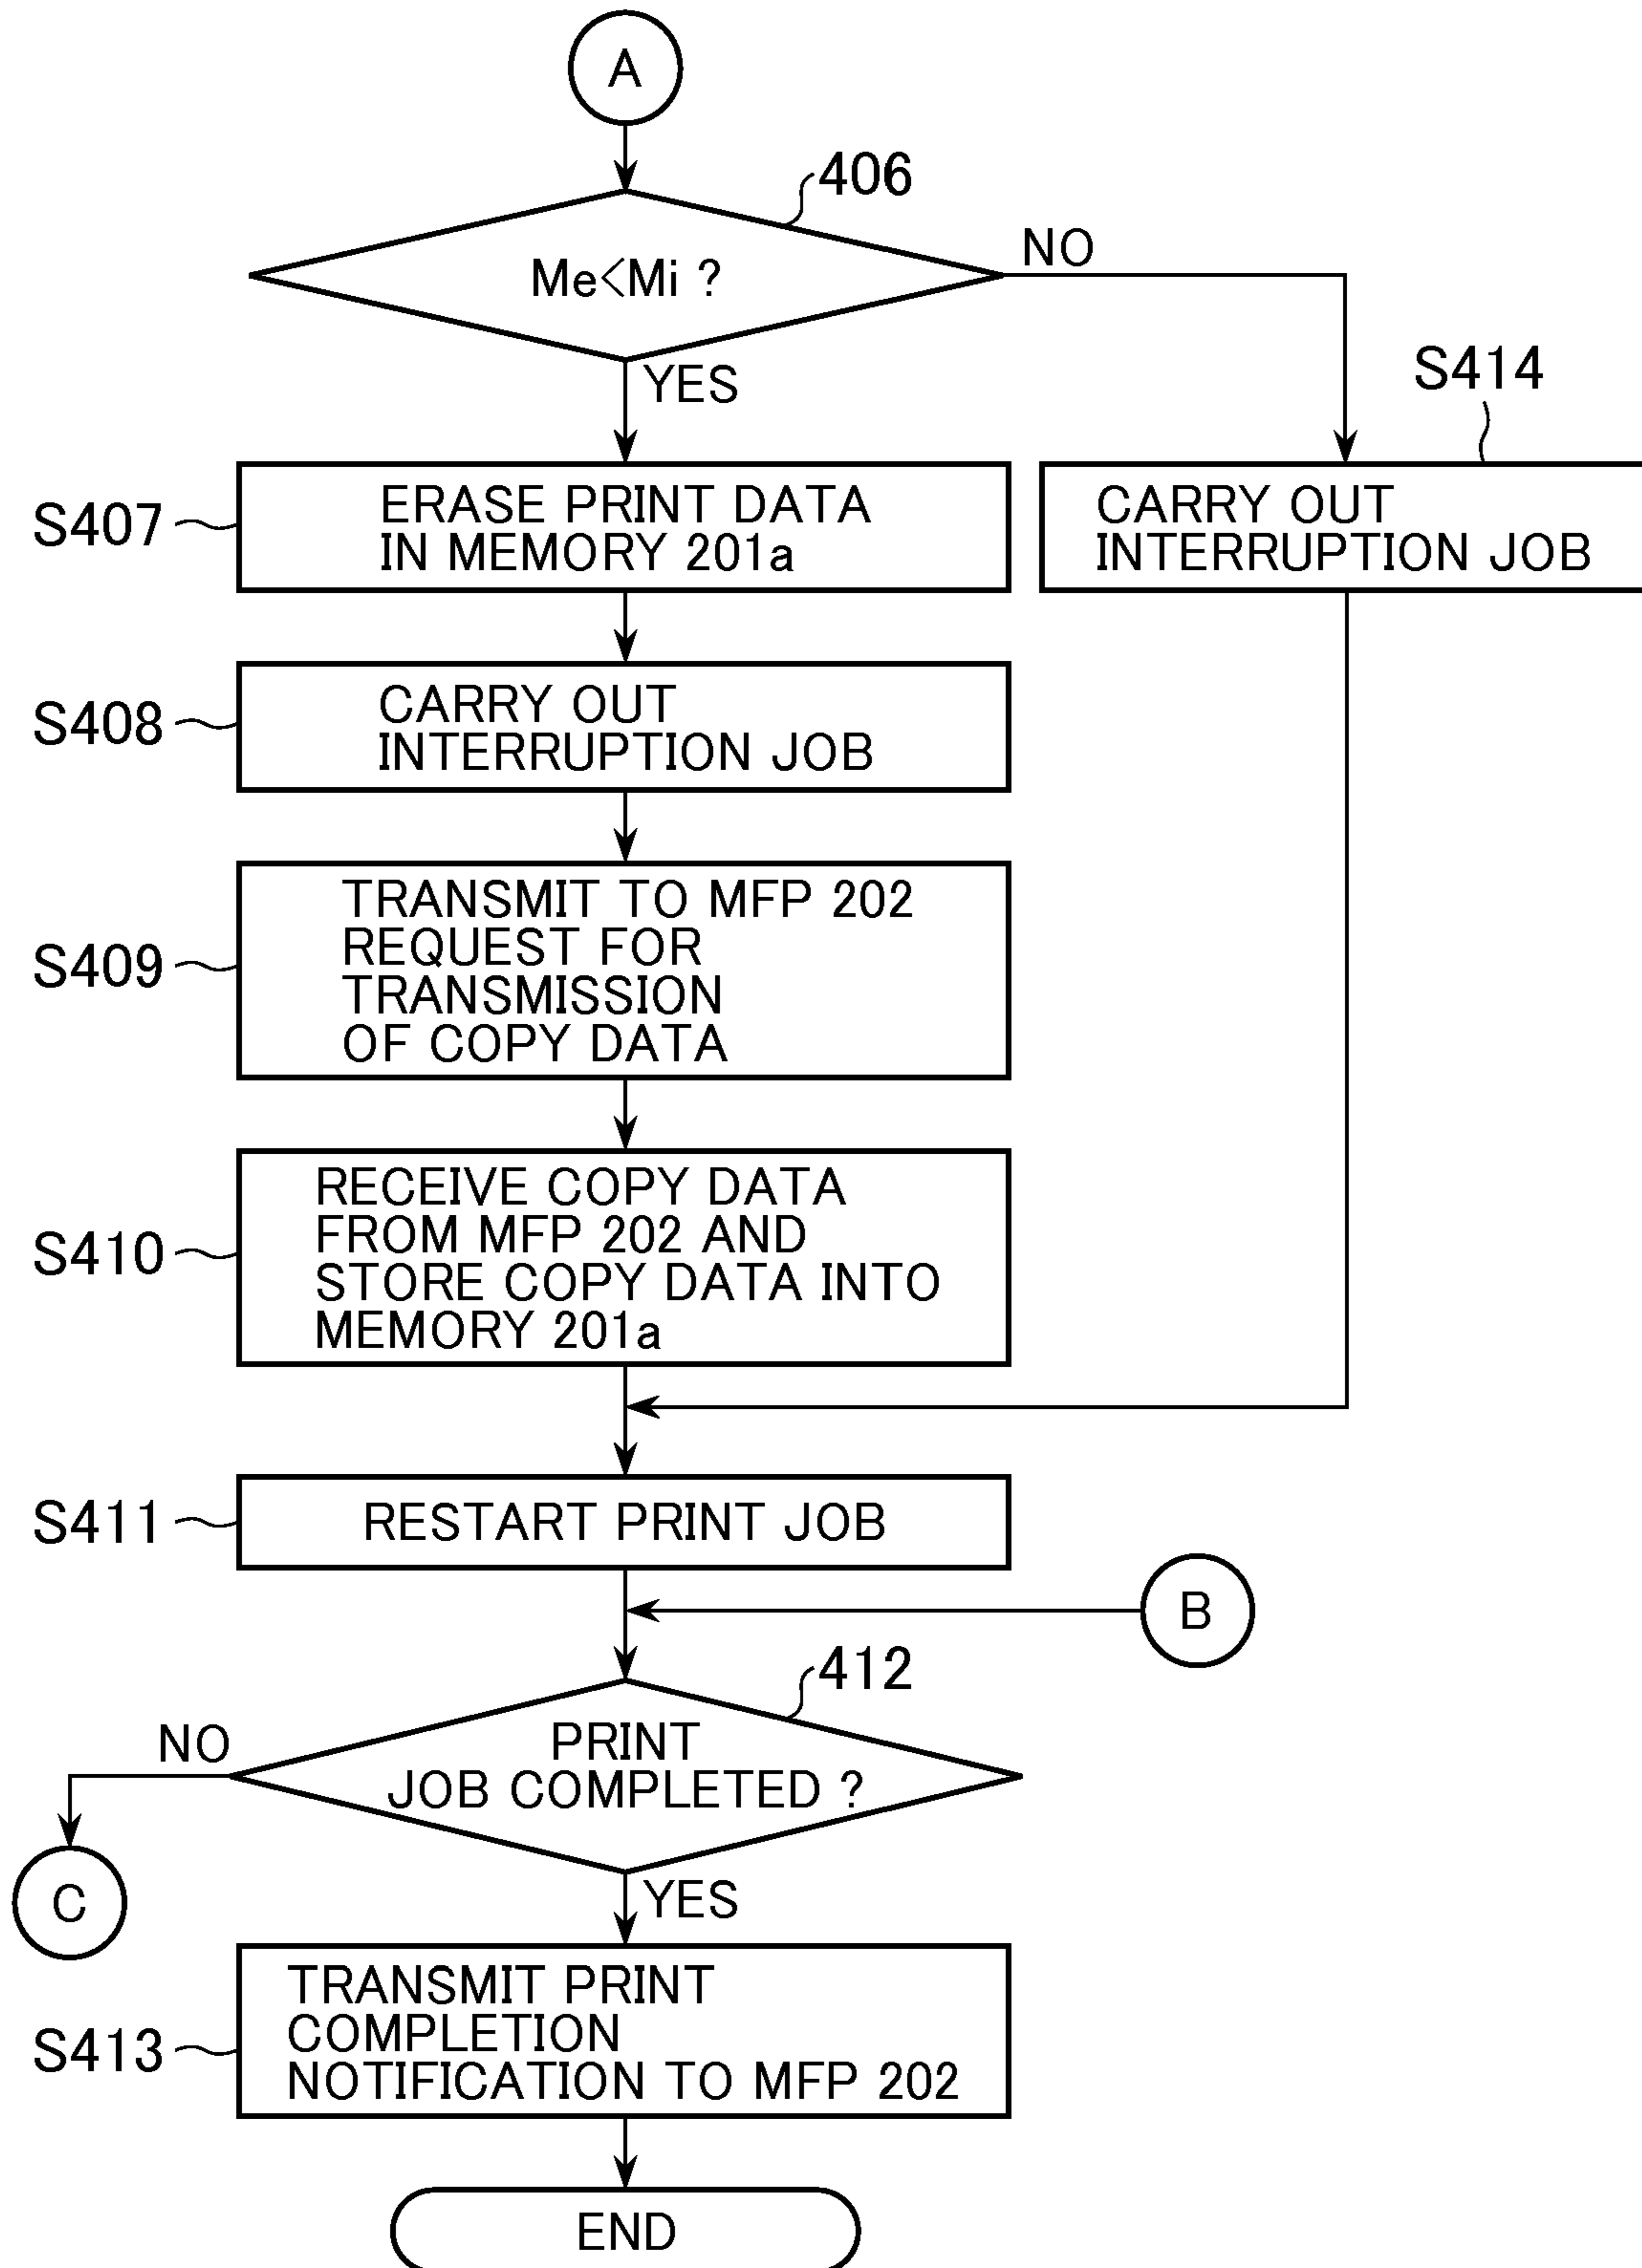 A
406
Me<Mi ?
NO
YES
S414
S407
ERASE PRINT DATA
IN MEMORY 201a
CARRY OUT
INTERRUPTION JOB
S408
CARRY OUT
INTERRUPTION JOB
S409
TRANSMIT TO MFP 202
REQUEST FOR
TRANSMISSION
OF COPY DATA
S410
RECEIVE COPY DATA
FROM MFP 202 AND
STORE COPY DATA INTO
MEMORY 201a
S411
RESTART PRINT JOB
B
412
NO
PRINT
JOB COMPLETED ?
C
YES
S413
TRANSMIT PRINT
COMPLETION
NOTIFICATION TO MFP 202
END